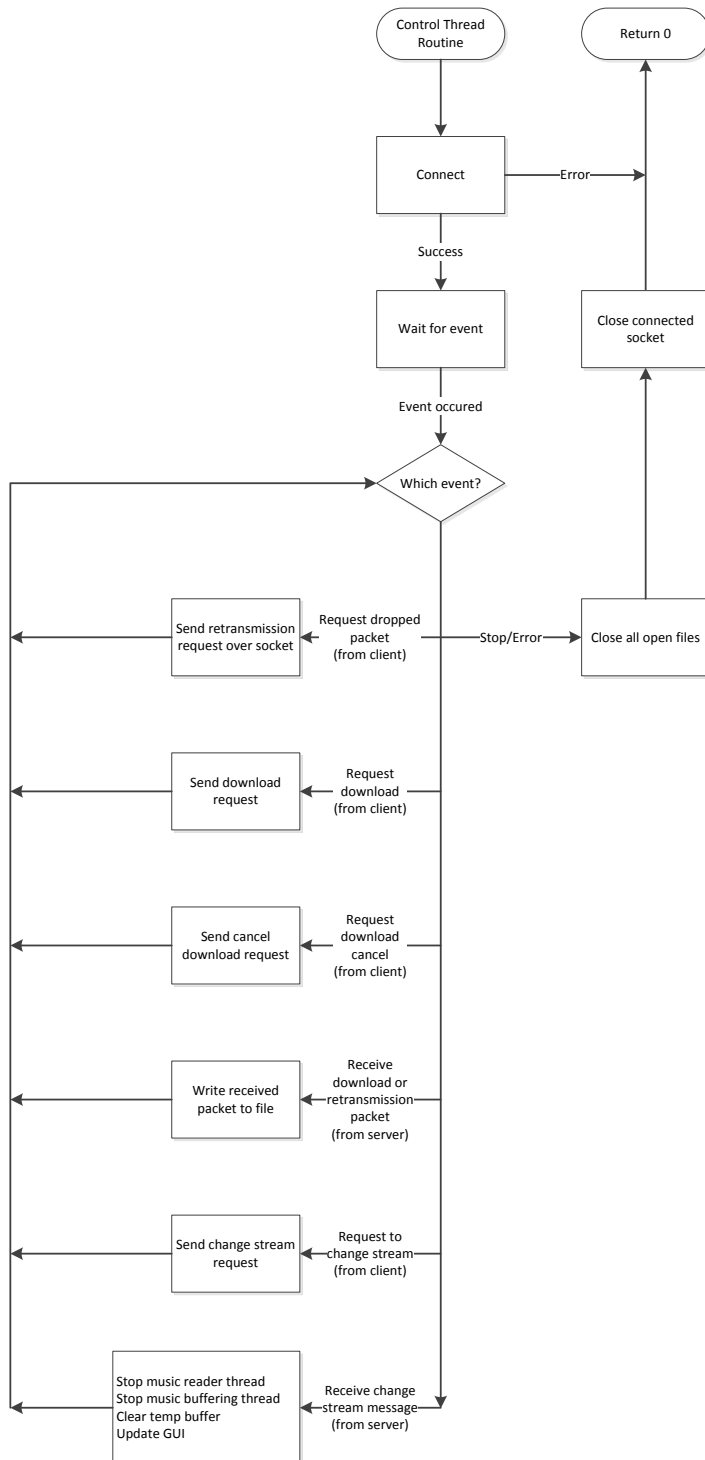 Control Thread
Routine
Return 0
Connect
Error
Success
Wait for event
Close connected
socket
Event occured
Which event?
Send retransmission
request over socket
Request dropped
packet
(from client)
Stop/Error
Close all open files
Send download
request
Request
download
(from client)
Send cancel
download request
Request
download
cancel
(from client)
Write received
packet to file
Receive
download or
retransmission
packet
(from server)
Send change stream
request
Request to
change stream
(from client)
Stop music reader thread
Stop music buffering thread
Clear temp buffer
Update GUI
Receive change
stream message
(from server)